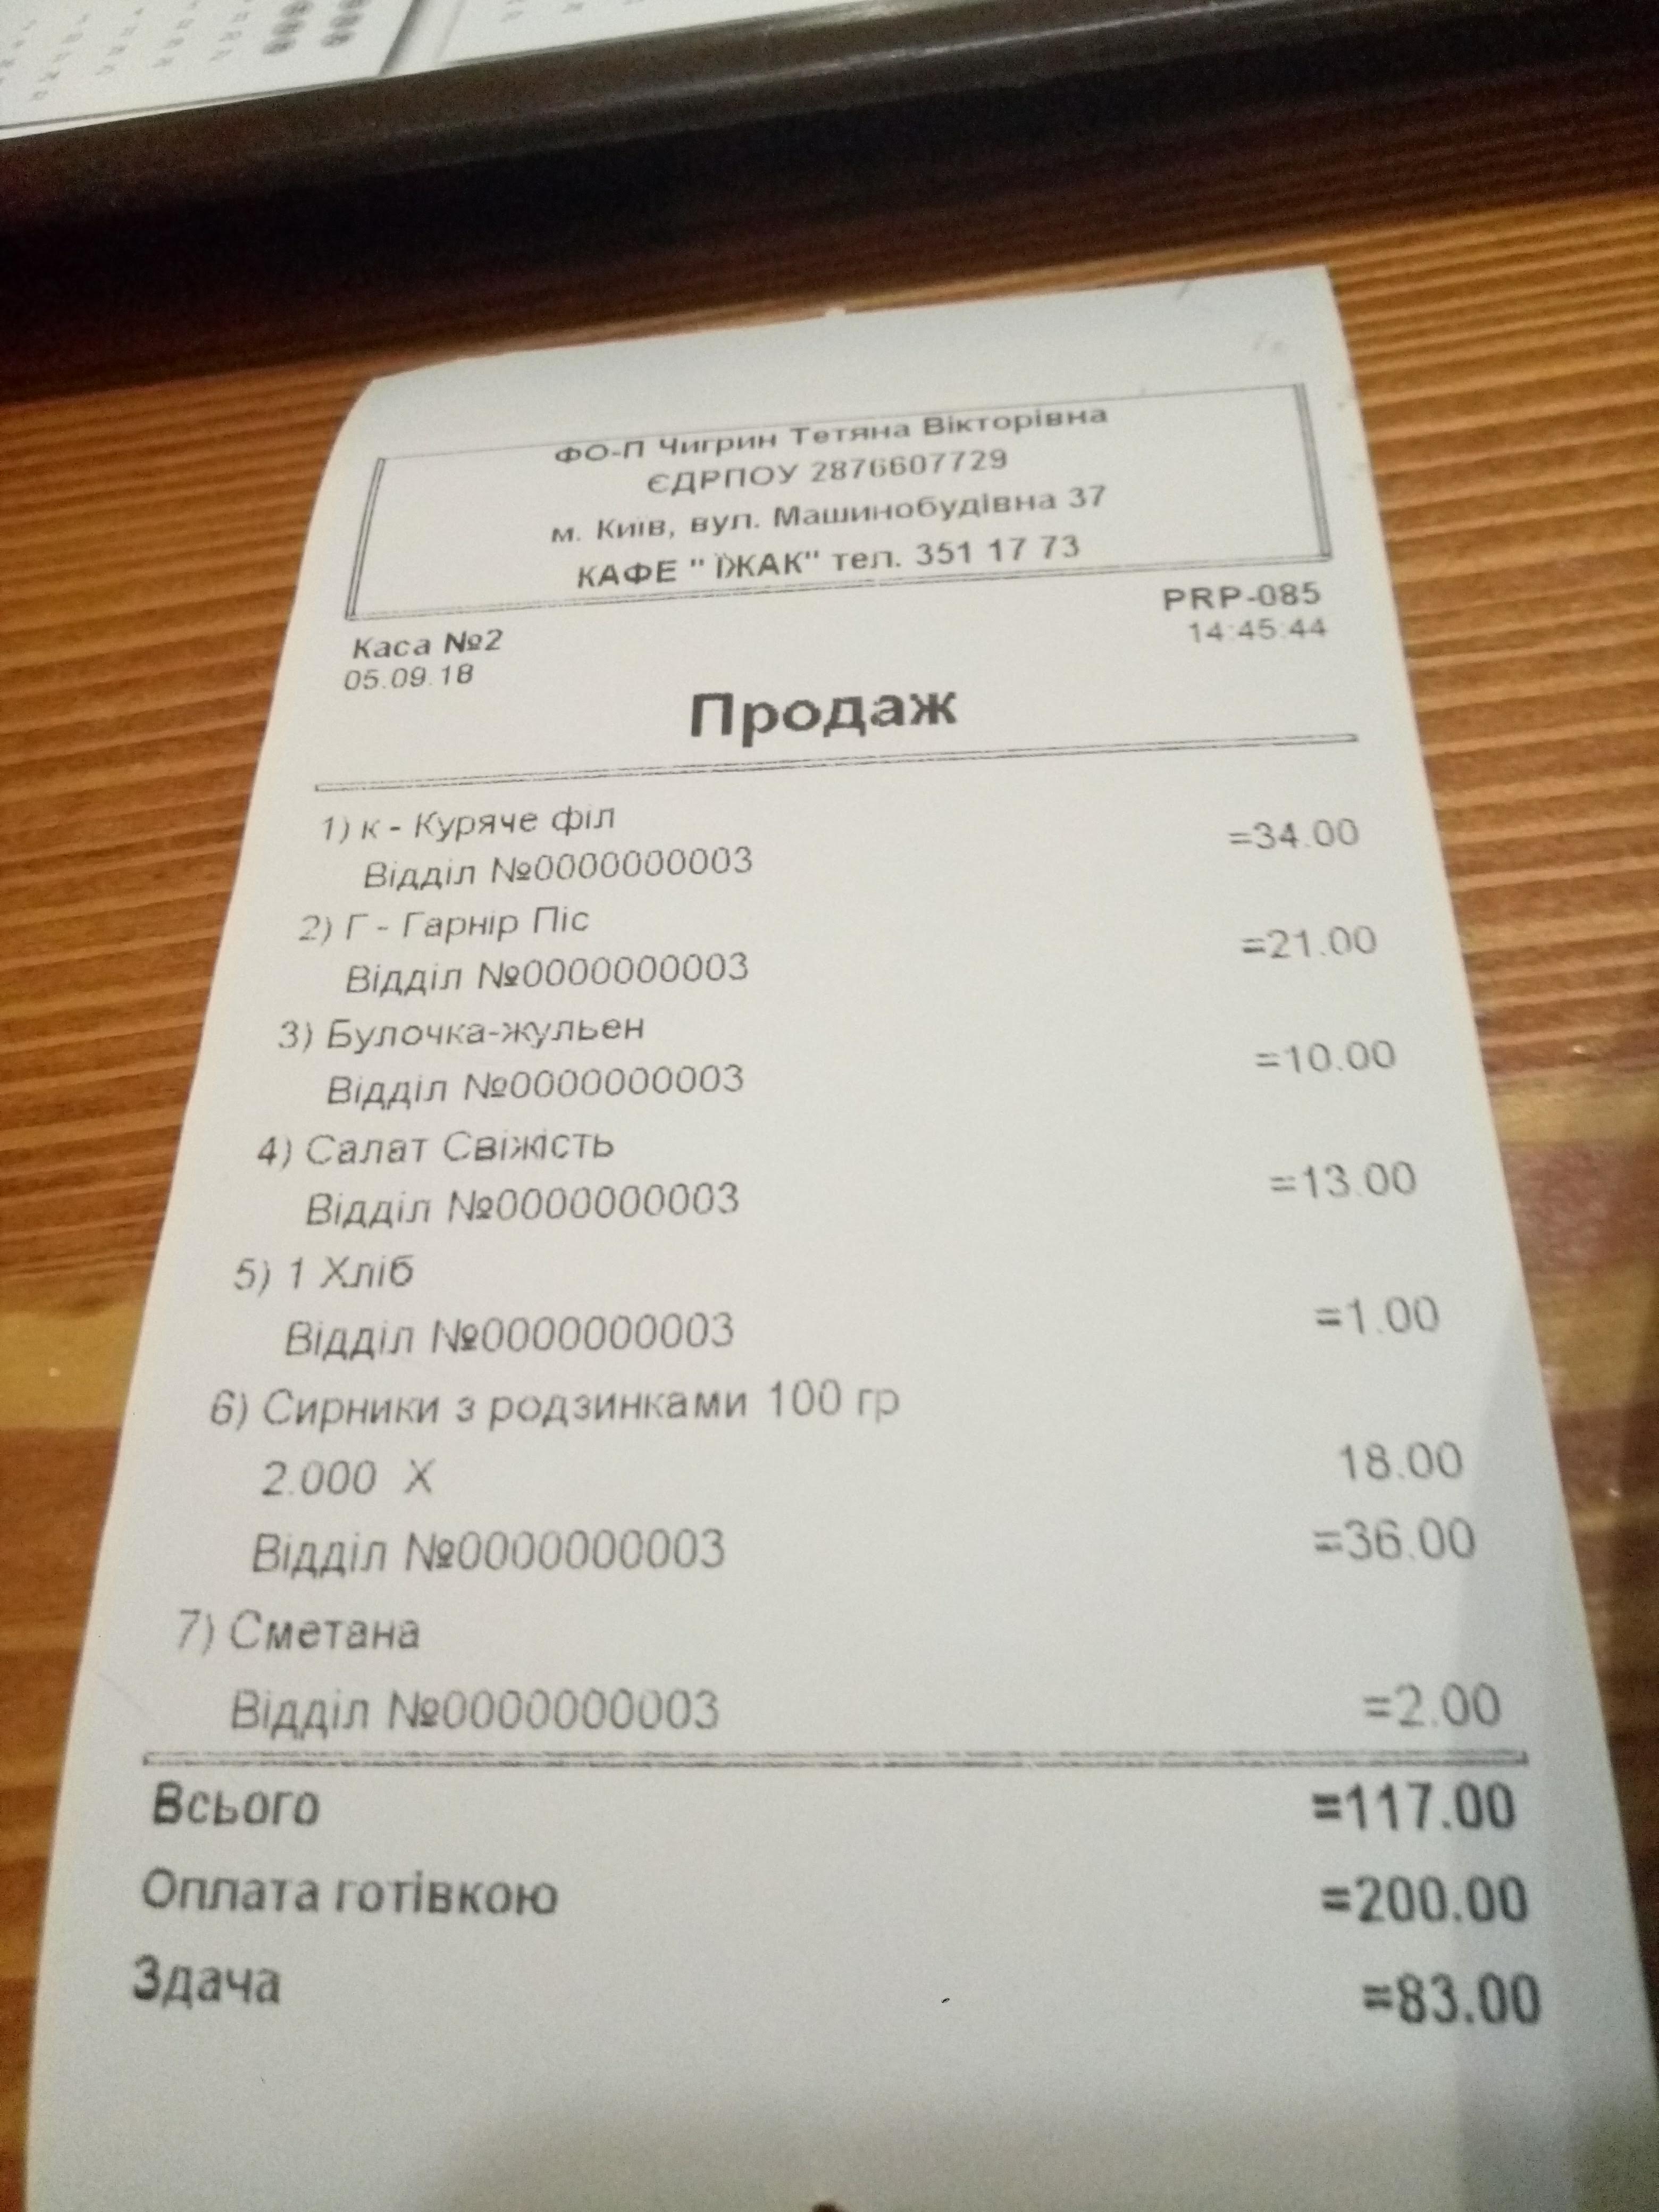 ФО-П Чигрин Тетяна Вікторівна
ЄДРПОУ 2876607729
м. Київ, вул. Машинобудівна 37
КАФЕ " ЇЖАК" тел. 351 17 73
Каса №2 PRP-085
05.09.18 14:45:44
Продаж
1) к - Куряче філ
Відділ №0000000003 =34.00
2) Г - Гарнір Піс
Відділ №0000000003 =21.00
3) Булочка-жульен
Відділ №0000000003 =10.00
4) Салат Свіжість
Відділ №0000000003 =13.00
5) 1 Хліб
Відділ №0000000003 =1.00
6) Сирники з родзинками 100 гр
2.000 X 18.00
Відділ №0000000003 =36.00
7) Сметана
Відділ №0000000003 =2.00
Всього =117.00
Оплата готівкою =200.00
Здача =83.00